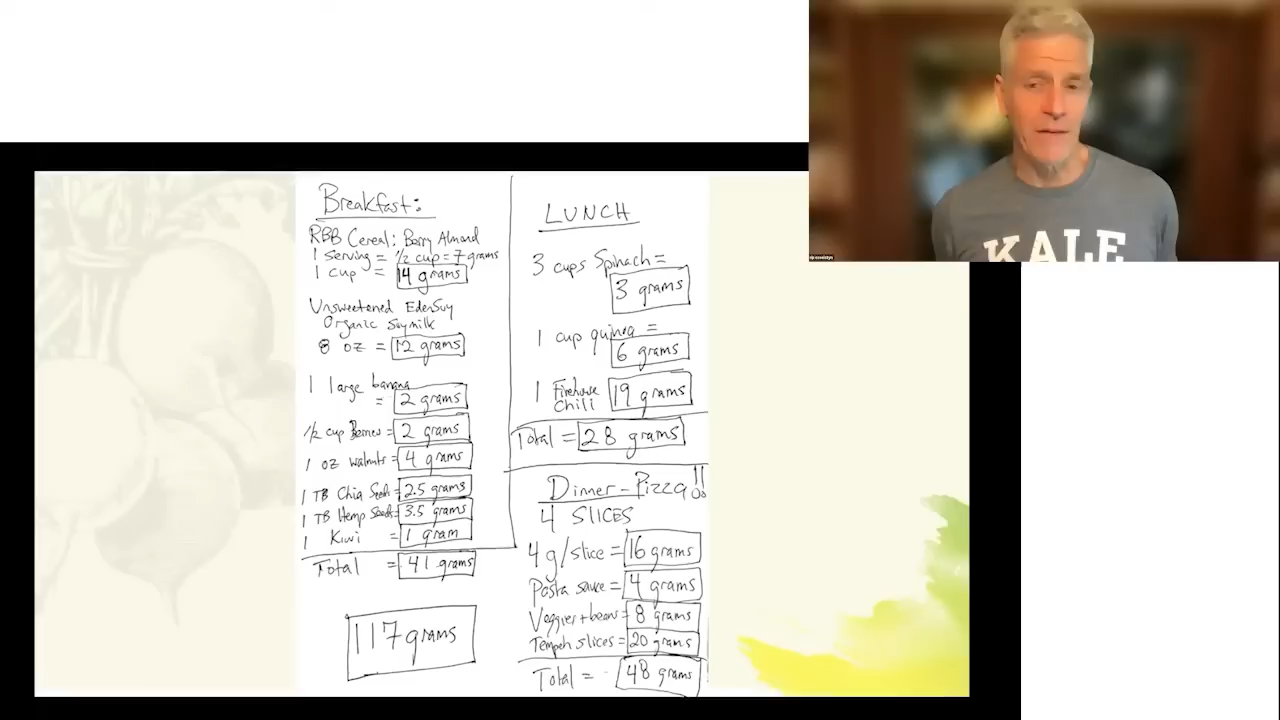 Breakfast:
RBB Cereal: Berry Almond
1 serving = 1/2 cup = 7 grams
1 cup = 14 grams
Unsweetened EdenSoy
Organic Soymilk
8 oz = 12 grams
1 large banana
= 2 grams
1/2 cup Berries = 2 grams
1 oz walnuts = 4 grams
1 TB Chia Seeds = 2.5 grams
1 TB Hemp Seeds = 3.5 grams
1 Kiwi = 1 gram
Total = 41 grams
117 grams
LUNCH
3 cups Spinach =
3 grams
1 cup quinoa =
6 grams
1 Firehouse
Chili 19 grams
Total = 28 grams
Dinner - Pizza!!
4 SLICES
4 g/slice = 16 grams
Pasta sauce = 4 grams
Veggies + beans = 8 grams
Tempeh slices = 20 grams
Total = 48 grams
KALE